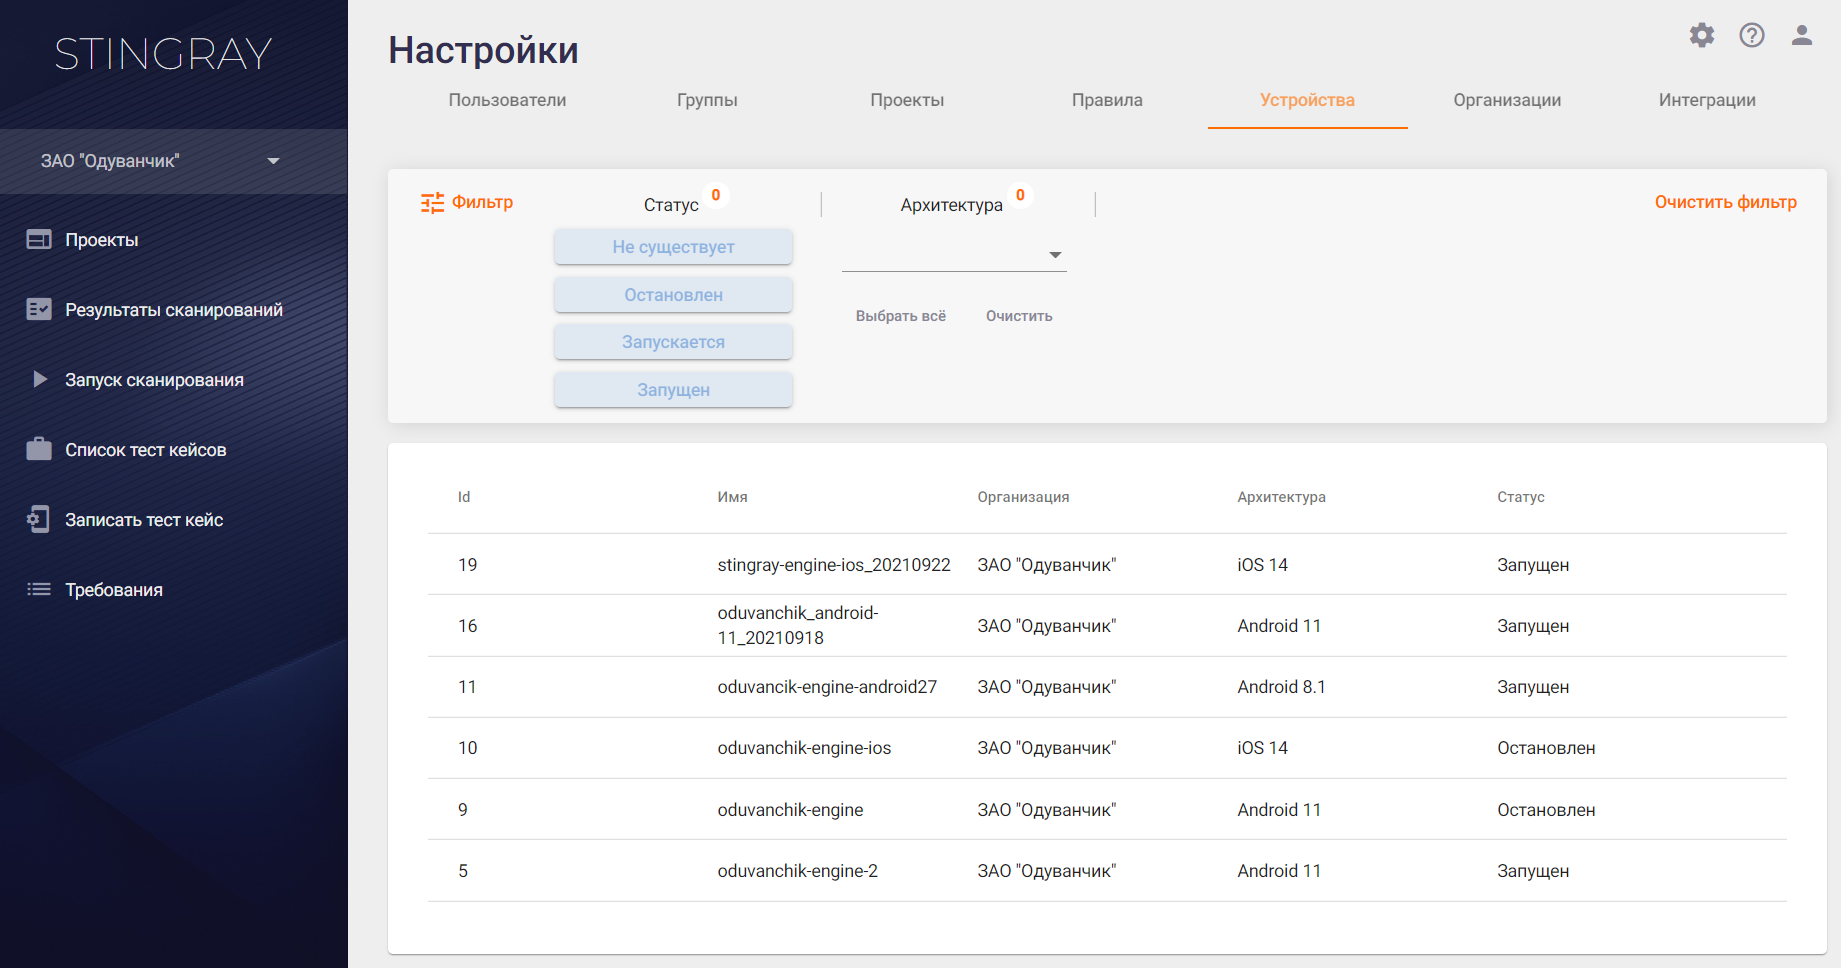 STINGRAY
ЗАО "Одуванчик"
Проекты
Результаты сканирований
Запуск сканирования
Список тест кейсов
Записать тест кейс
Требования
Настройки
Пользователи Группы Проекты Правила Устройства Организации Интеграции
Фильтр Статус 0 Архитектура 0 Очистить фильтр
Не существует
Остановлен
Запускается
Запущен
Выбрать всё Очистить
Id Имя Организация Архитектура Статус
19 stingray-engine-ios_20210922 ЗАО "Одуванчик" iOS 14 Запущен
16 oduvanchik_android-
11_20210918 ЗАО "Одуванчик" Android 11 Запущен
11 oduvancik-engine-android27 ЗАО "Одуванчик" Android 8.1 Запущен
10 oduvanchik-engine-ios ЗАО "Одуванчик" iOS 14 Остановлен
9 oduvanchik-engine ЗАО "Одуванчик" Android 11 Остановлен
5 oduvanchik-engine-2 ЗАО "Одуванчик" Android 11 Запущен